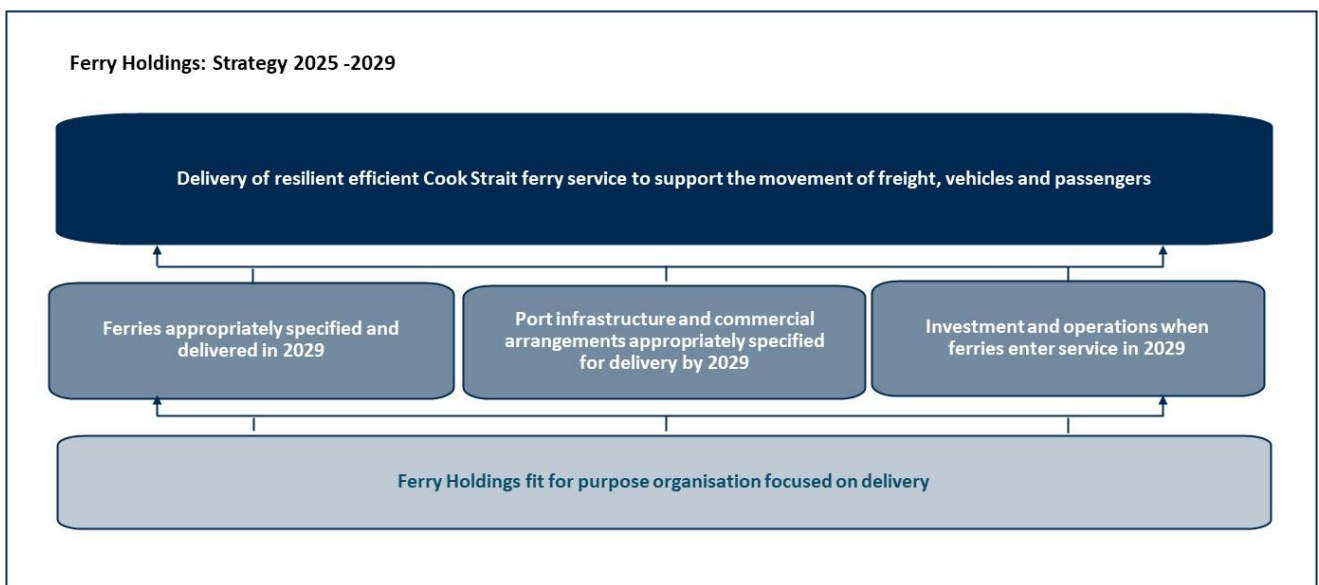 Ferry Holdings: Strategy 2025 -2029
Delivery of resilient efficient Cook Strait ferry service to support the movement of freight, vehicles and passengers
Ferries appropriately specified and
delivered in 2029
Port infrastructure and commercial
arrangements appropriately specified
for delivery by 2029
Investment and operations when
ferries enter service in 2029
Ferry Holdings fit for purpose organisation focused on delivery